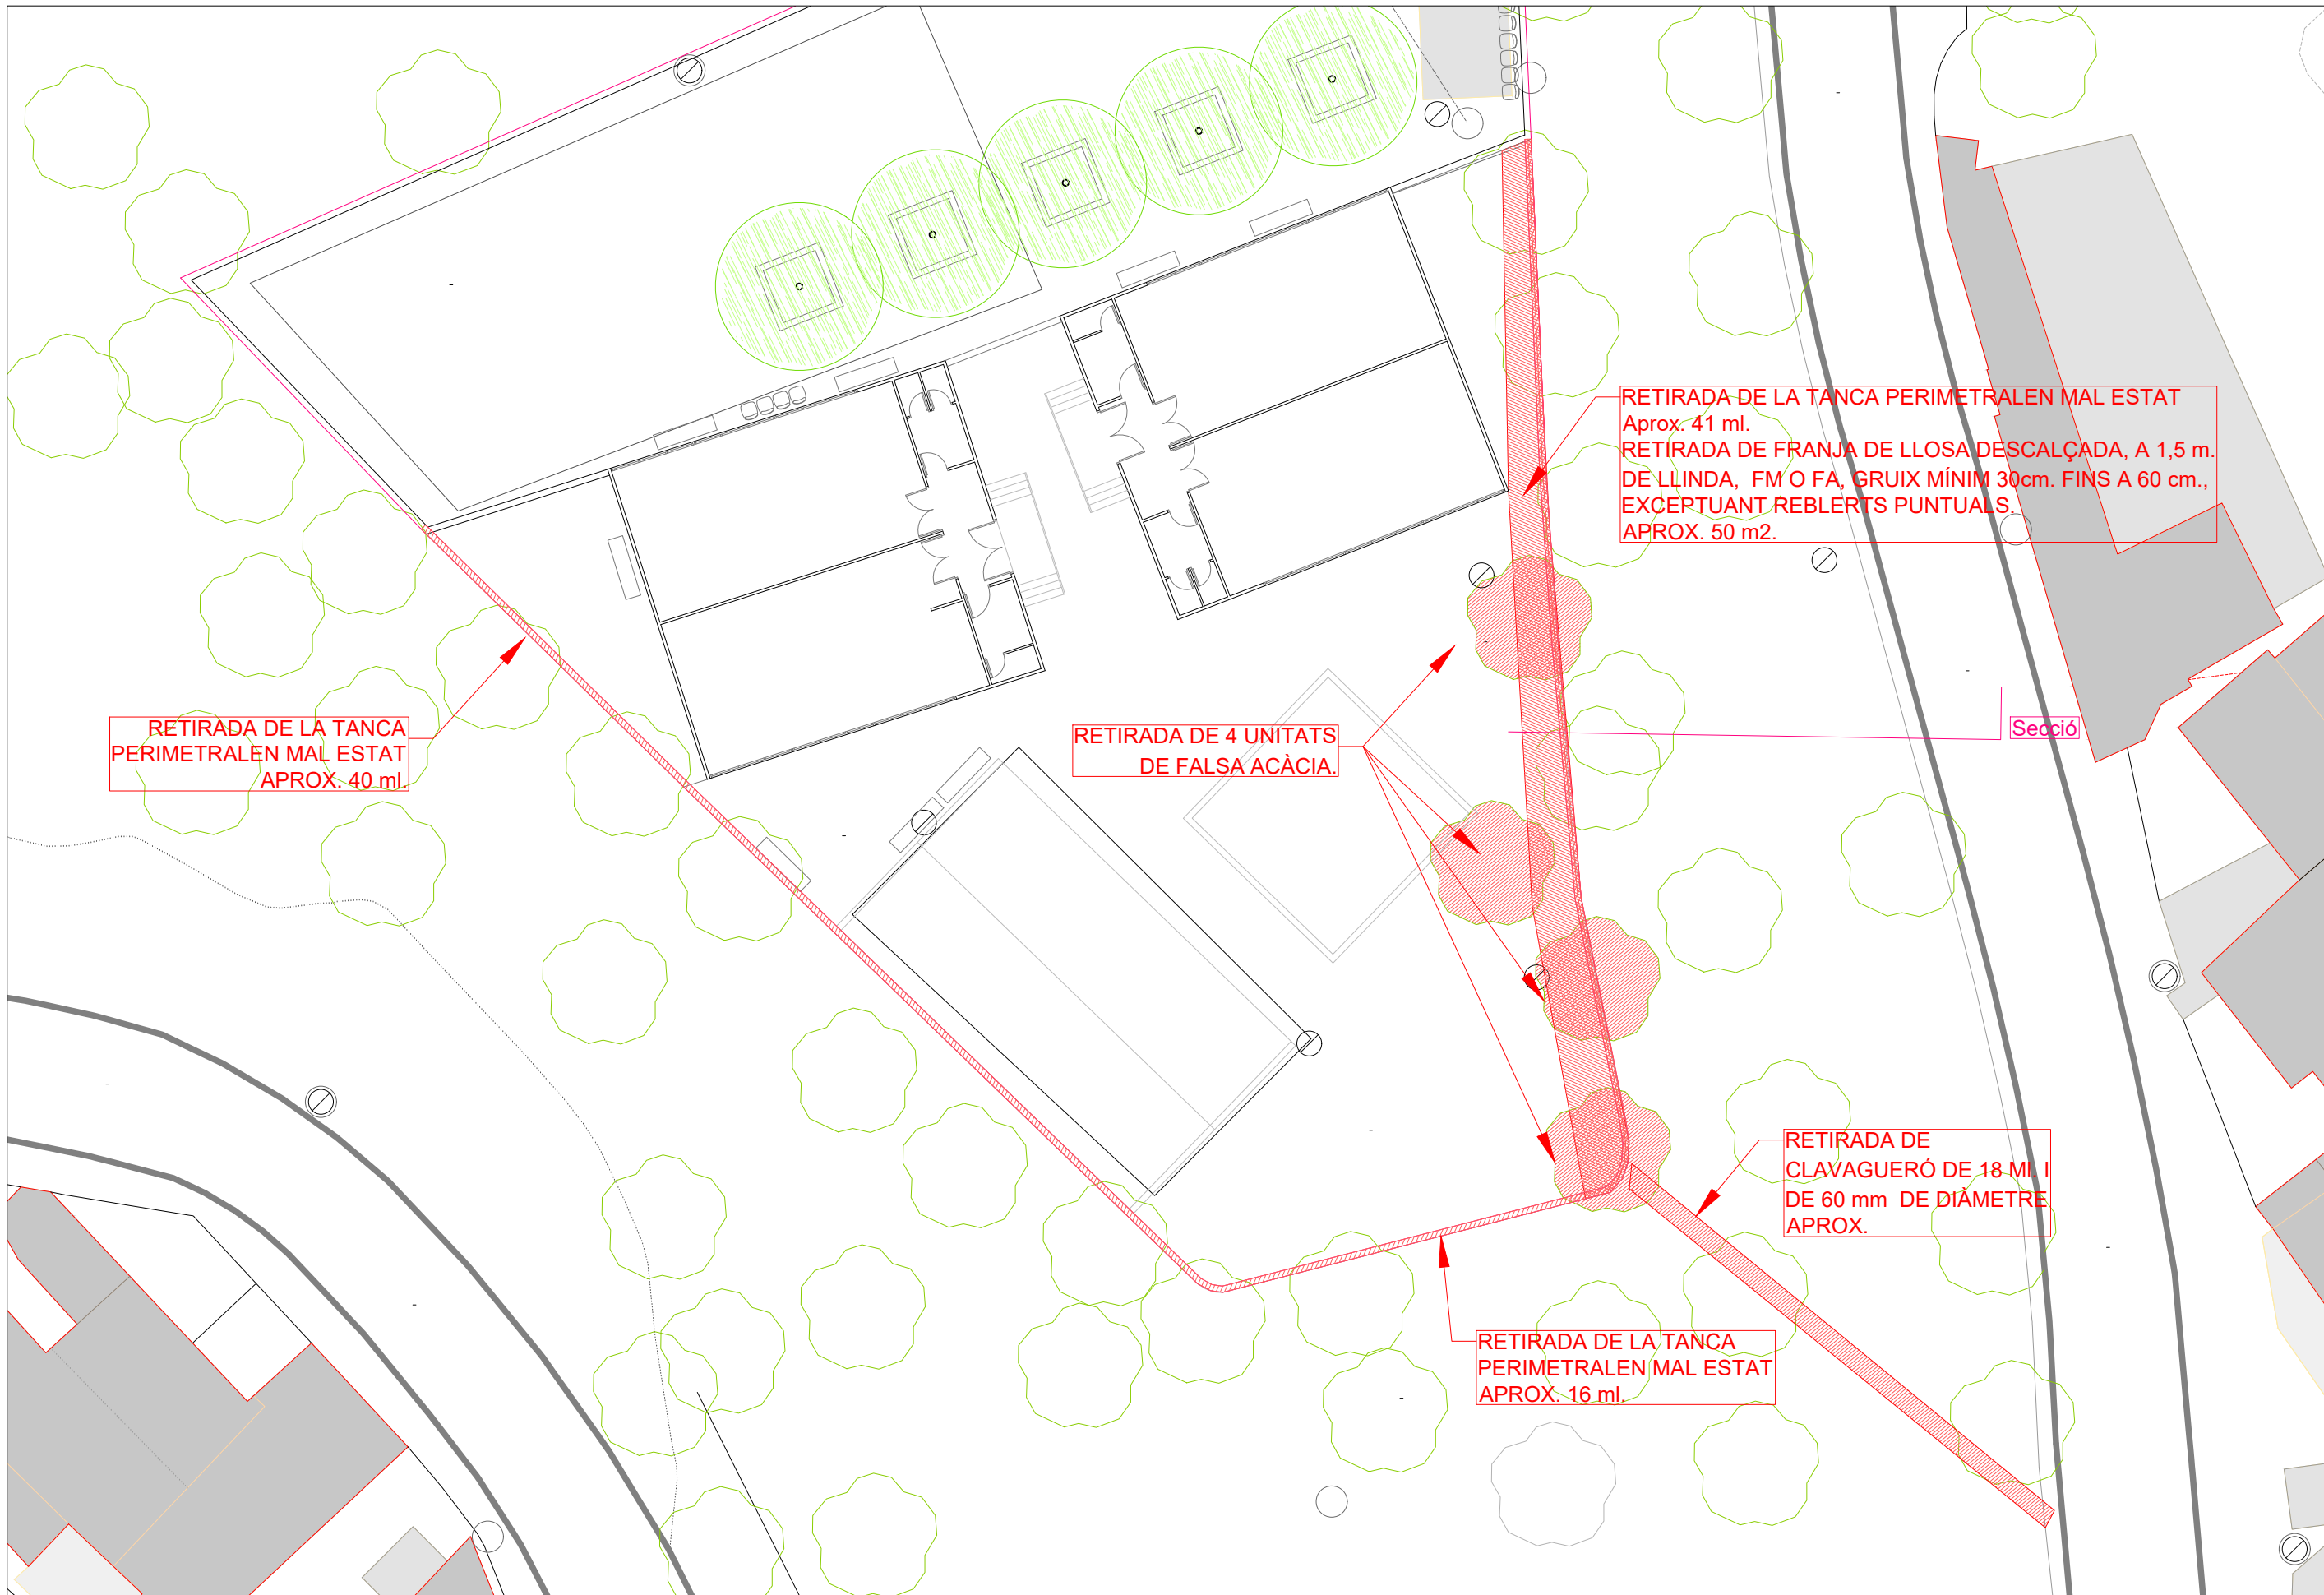 RETIRADA DE LA TANCA PERIMETRALEN MAL ESTAT
Aprox. 41 ml.
RETIRADA DE FRANJA DE LLOSA DESCALÇADA, A 1,5 m.
DE LLINDA, FM O FA, GRUIX MÍNIM 30cm. FINS A 60 cm.,
EXCEPTUANT REBLERTS PUNTUALS.
APROX. 50 m2.
RETIRADA DE LA TANCA
PERIMETRALEN MAL ESTAT
APROX. 40 ml.
RETIRADA DE 4 UNITATS
DE FALSA ACÀCIA.
Secció
RETIRADA DE
CLAVAGUERÓ DE 18 Ml. I
DE 60 mm DE DIÀMETRE
APROX.
RETIRADA DE LA TANCA
PERIMETRALEN MAL ESTAT
APROX. 16 ml.